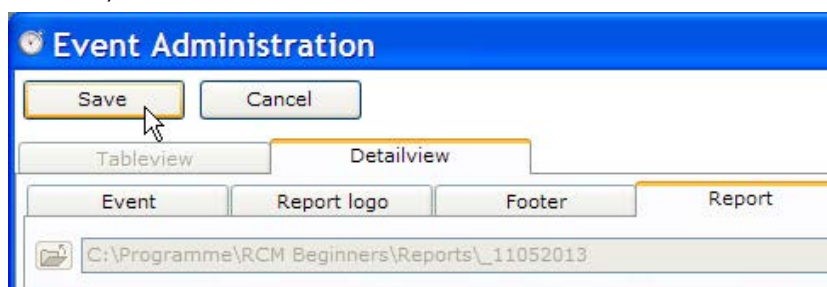 Event Administration
Save Cancel
Tableview Detailview
Event Report logo Footer Report
C:\Programme\RCM Beginners\Reports\_11052013